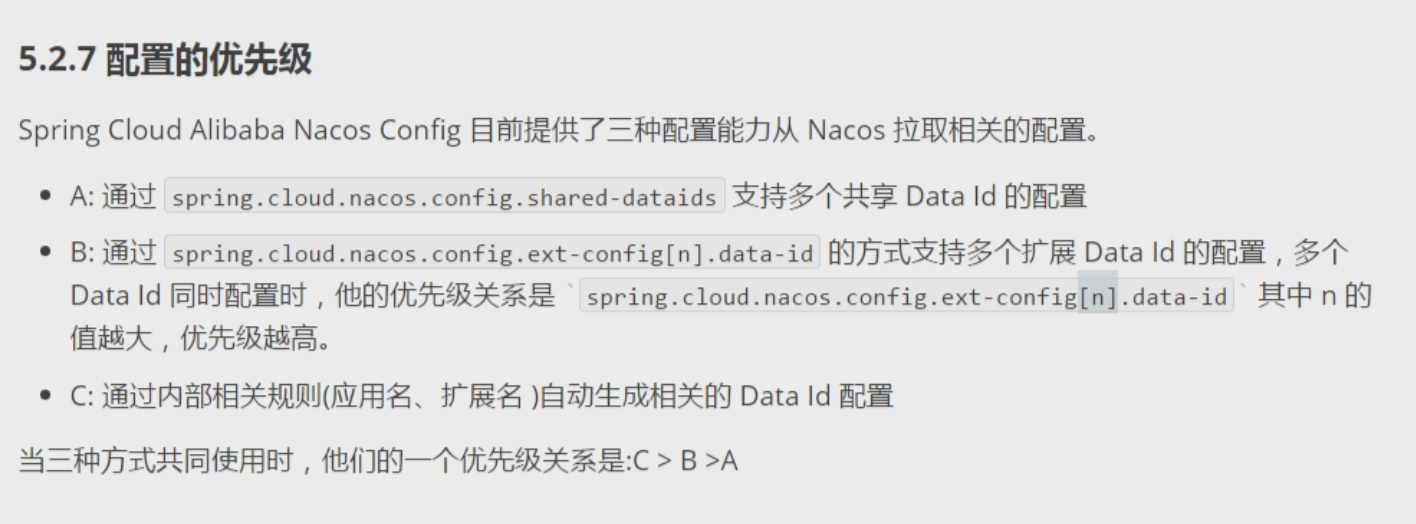 5.2.7 配置的优先级
Spring Cloud Alibaba Nacos Config 目前提供了三种配置能力从 Nacos 拉取相关的配置。
• A: 通过 spring.cloud.nacos.config.shared-dataids 支持多个共享 Data Id 的配置
• B: 通过 spring.cloud.nacos.config.ext-config[n].data-id 的方式支持多个扩展 Data Id 的配置，多个
Data Id 同时配置时，他的优先级关系是 `spring.cloud.nacos.config.ext-config[n].data-id` 其中 n 的
值越大，优先级越高。
• C: 通过内部相关规则(应用名、扩展名 )自动生成相关的 Data Id 配置
当三种方式共同使用时，他们的一个优先级关系是:C > B >A